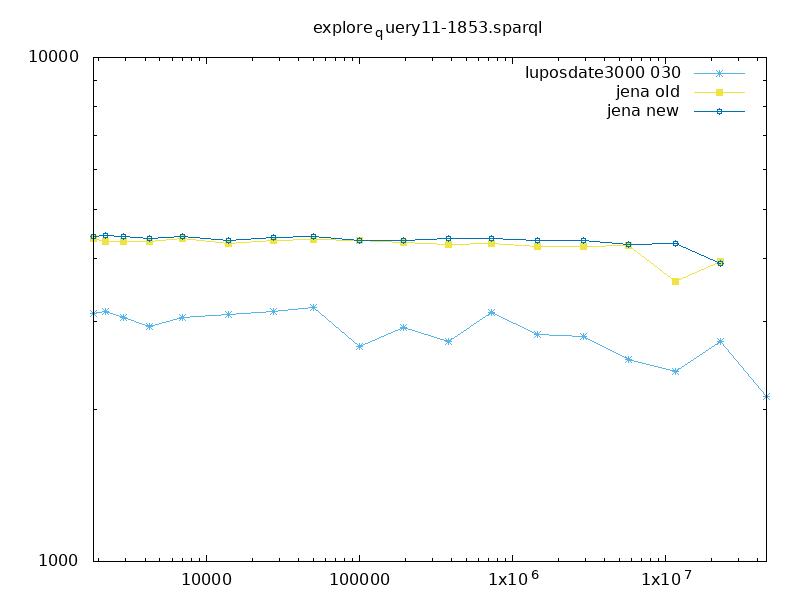 explore_query11-1853.sparql
10000
luposdate3000 030
jena old
jena new
1000
10000 100000 1x10^6 1x10^7